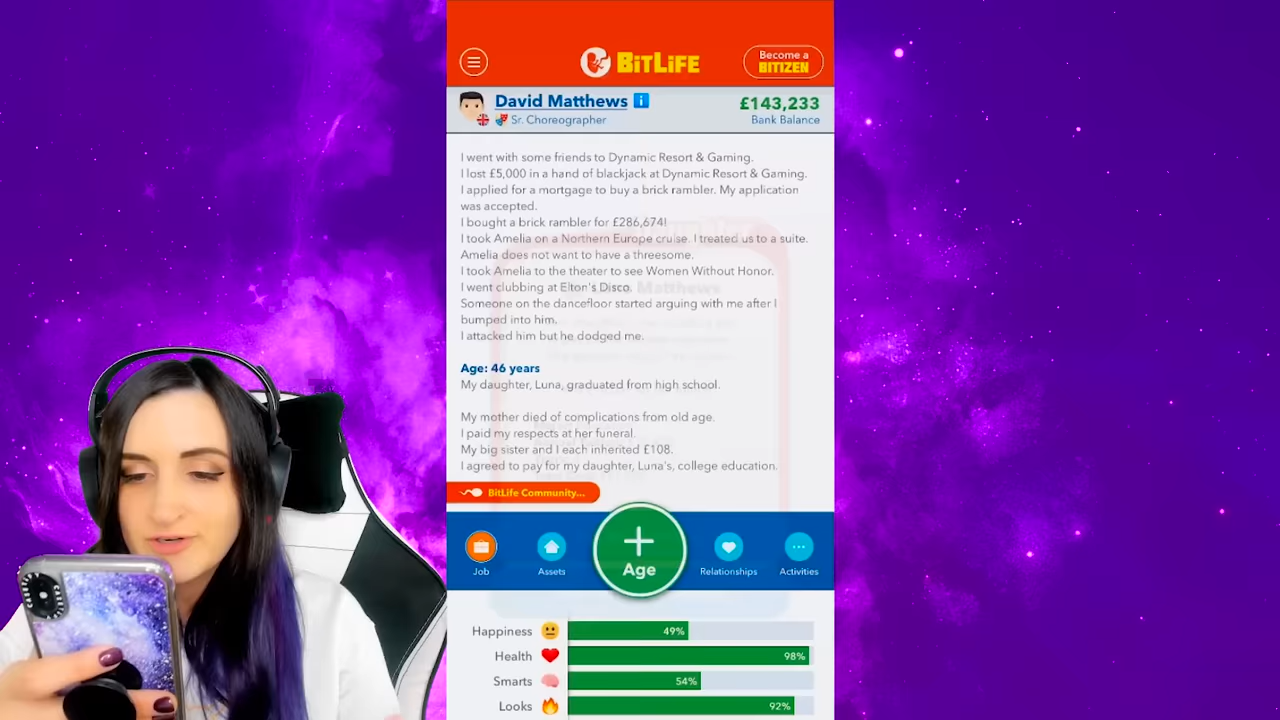 BITLIFE
Become a
BITIZEN
David Matthews
£143,233
Sr. Choreographer
Bank Balance
I went with some friends to Dynamic Resort & Gaming.
I lost £5,000 in a hand of blackjack at Dynamic Resort & Gaming.
I applied for a mortgage to buy a brick rambler. My application
was accepted.
I bought a brick rambler for £286,674!
I took Amelia on a Northern Europe cruise. I treated us to a suite.
Amelia does not want to have a threesome.
I took Amelia to the theater to see Women Without Honor.
I went clubbing at Elton's Disco.
Someone on the dancefloor started arguing with me after I
bumped into him.
I attacked him but he dodged me.
Age: 46 years
My daughter, Luna, graduated from high school.
My mother died of complications from old age.
I paid my respects at her funeral.
My big sister and I each inherited £108.
I agreed to pay for my daughter, Luna's, college education.
BitLife Community...
Job
Assets
+
Age
Relationships
Activities
Happiness 49%
Health 98%
Smarts 54%
Looks 92%